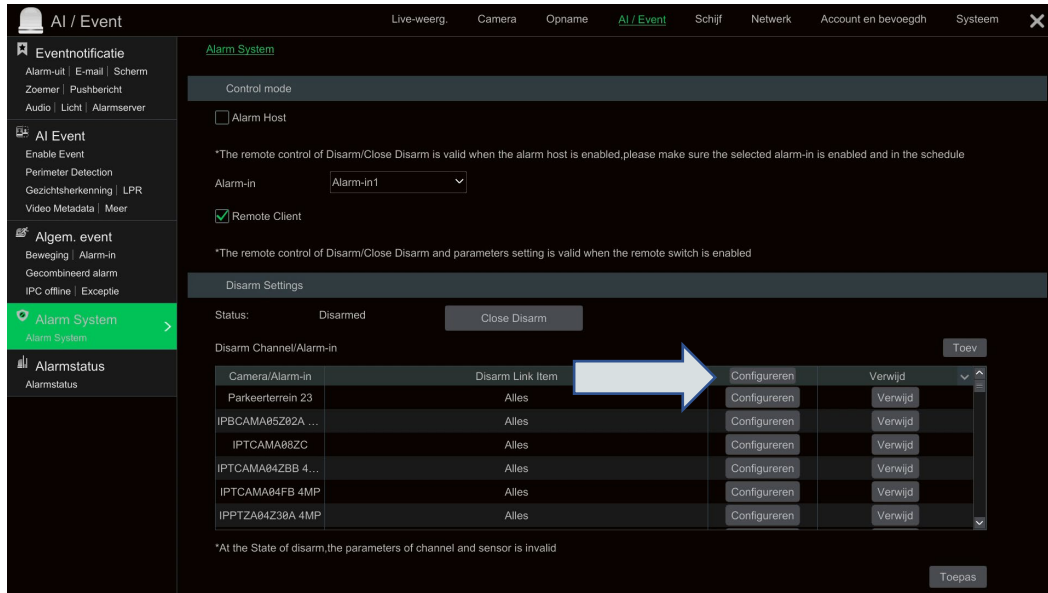 AI / Event
Live-weerg. Camera Opname AI / Event Schijf Netwerk Account en bevoegdh Systeem
Eventnotificatie
Alarm-uit | E-mail | Scherm
Zoemer | Pushbericht
Audio | Licht | Alarmserver
AI Event
Enable Event
Perimeter Detection
Gezichtsherkenning | LPR
Video Metadata | Meer
Algem. event
Beweging | Alarm-in
Gecombineerd alarm
IPC offline | Exceptie
Alarm System
Alarm System
Alarmstatus
Alarmstatus
Alarm System
Control mode
Alarm Host
*The remote control of Disarm/Close Disarm is valid when the alarm host is enabled,please make sure the selected alarm-in is enabled and in the schedule
Alarm-in Alarm-in1
Remote Client
*The remote control of Disarm/Close Disarm and parameters setting is valid when the remote switch is enabled
Disarm Settings
Status: Disarmed Close Disarm
Disarm Channel/Alarm-in Toev
Camera/Alarm-in Disarm Link Item Configureren Verwijd
Parkeerterrein 23 Alles Configureren Verwijd
IPBCAMA05Z02A ... Alles Configureren Verwijd
IPTCAMA08ZC Alles Configureren Verwijd
IPTCAMA04ZBB 4... Alles Configureren Verwijd
IPTCAMA04FB 4MP Alles Configureren Verwijd
IPPTZA04Z30A 4MP Alles Configureren Verwijd
*At the State of disarm,the parameters of channel and sensor is invalid
Toepas